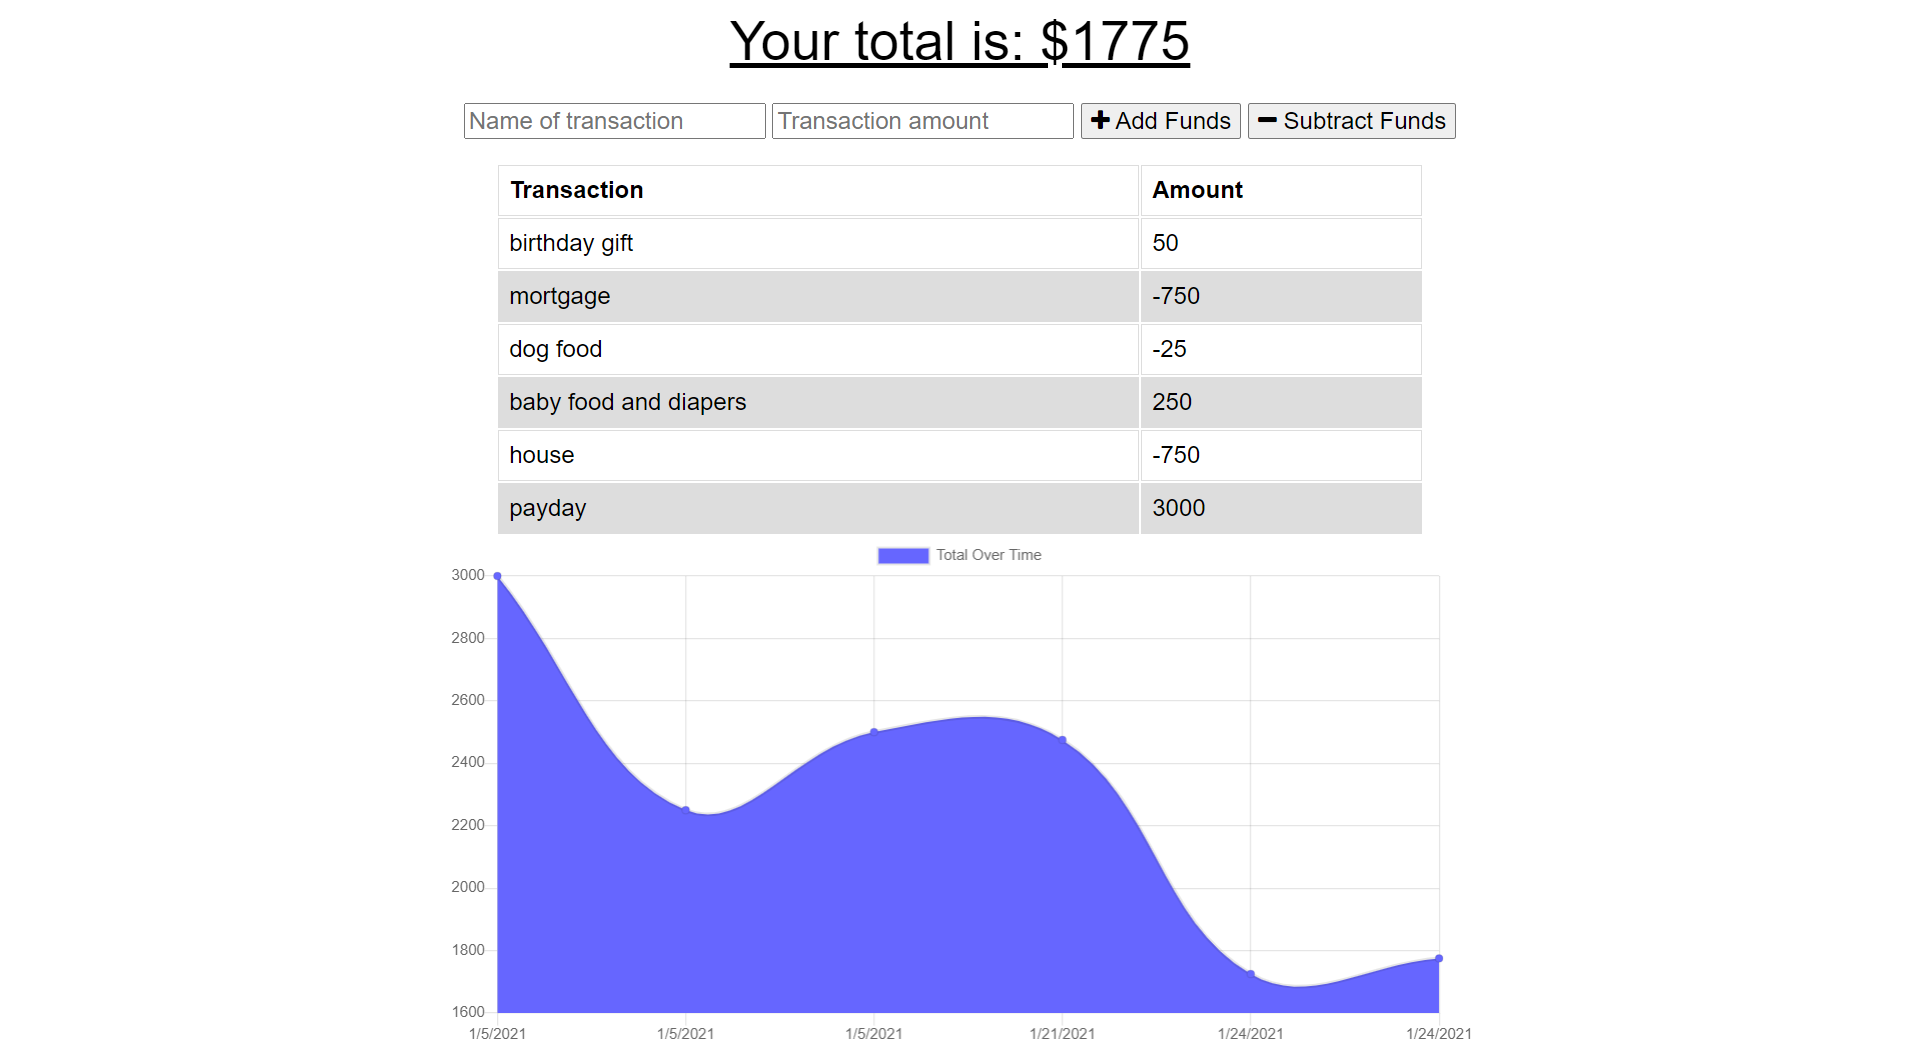 Your total is: $1775
Name of transaction Transaction amount Add Funds Subtract Funds
Transaction Amount
birthday gift 50
mortgage -750
dog food -25
baby food and diapers 250
house -750
payday 3000
Total Over Time
3000
2800
2600
2400
2200
2000
1800
1600
1/5/2021 1/5/2021 1/5/2021 1/21/2021 1/24/2021 1/24/2021